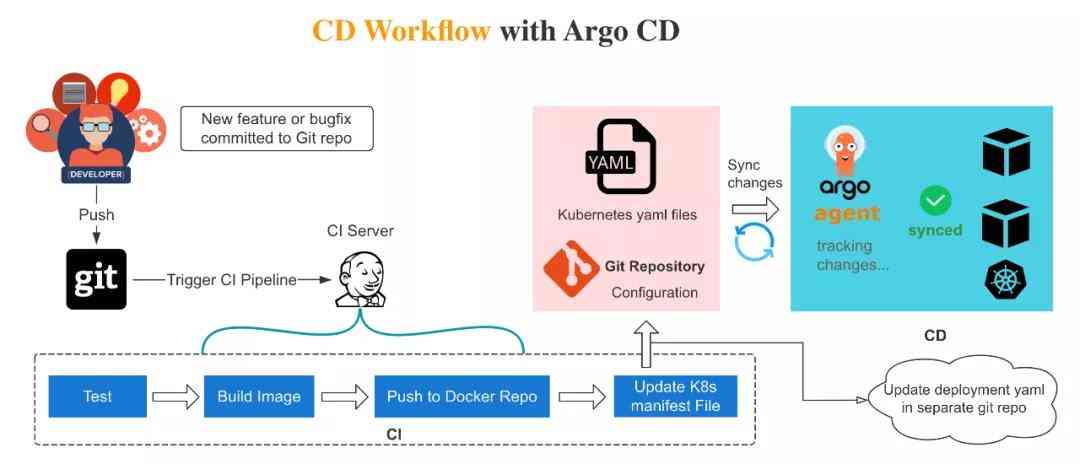 CD Workflow with Argo CD
New feature or bugfix
committed to Git repo
{DEVELOPER}
Push
git
Trigger CI Pipeline
CI Server
Test
Build Image
Push to Docker Repo
Update K8s
manifest File
CI
YAML
Kubernetes yaml files
Git Repository
Configuration
Sync
changes
argo
agent
tracking
changes...
synced
CD
Update deployment yaml
in separate git repo